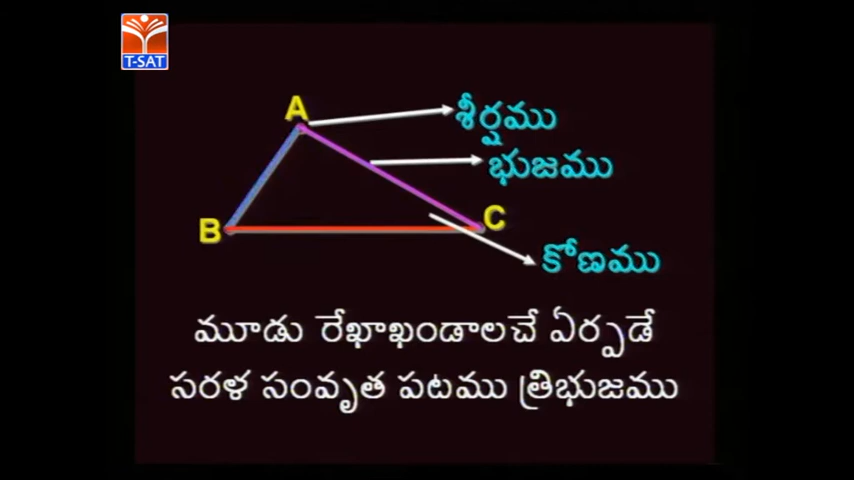 T-SAT
A
శీర్షము
భుజము
B
C
కోణము
మూడు రేఖాఖండాలచే ఏర్పడే
సరళ సంవృత పటము త్రిభుజము